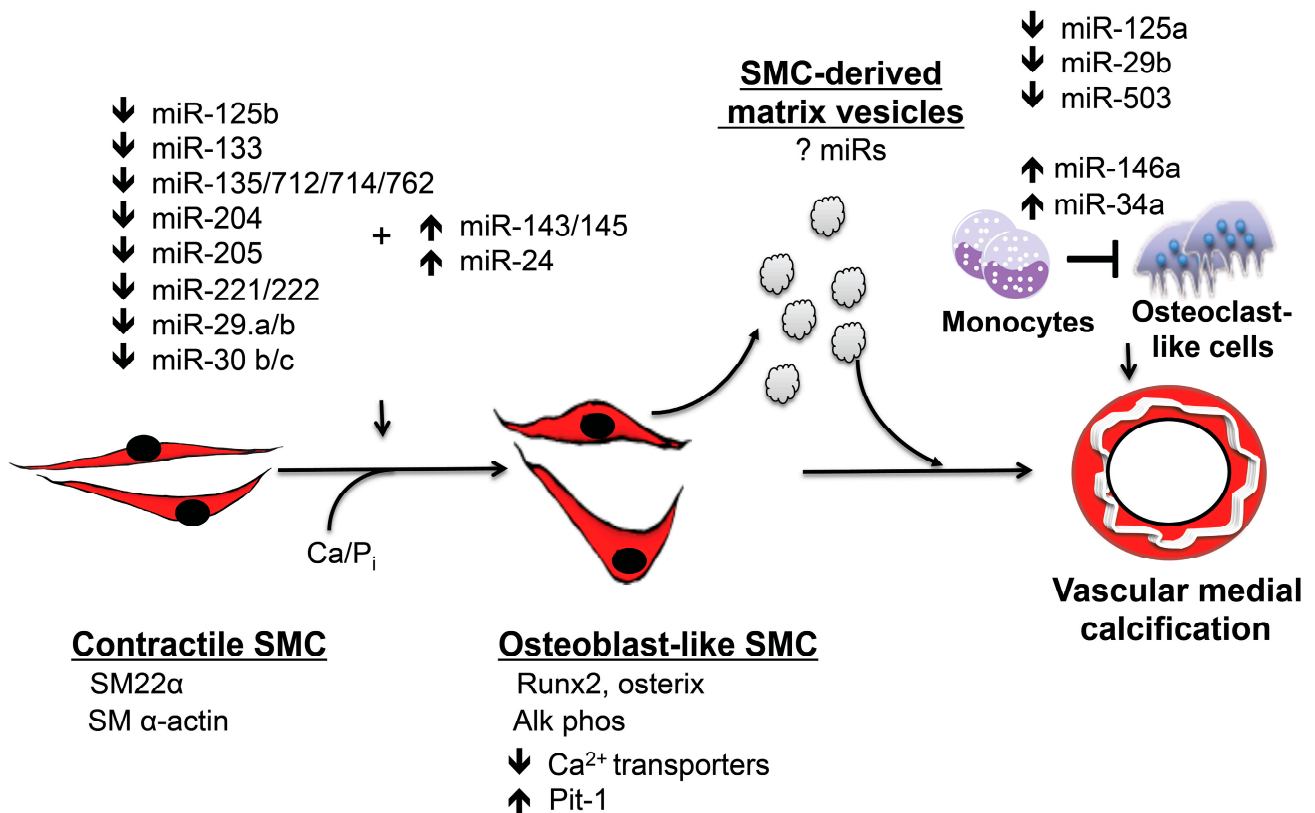 miR-125b
miR-133
miR-135/712/714/762
miR-204
miR-205
miR-221/222
miR-29.a/b
miR-30 b/c
+
miR-143/145
miR-24
SMC-derived
matrix vesicles
? miRs
miR-125a
miR-29b
miR-503
miR-146a
miR-34a
Monocytes
Osteoclast-
like cells
Ca/Pi
Vascular medial
calcification
Contractile SMC
SM22α
SM α-actin
Osteoblast-like SMC
Runx2, osterix
Alk phos
Ca²⁺ transporters
Pit-1